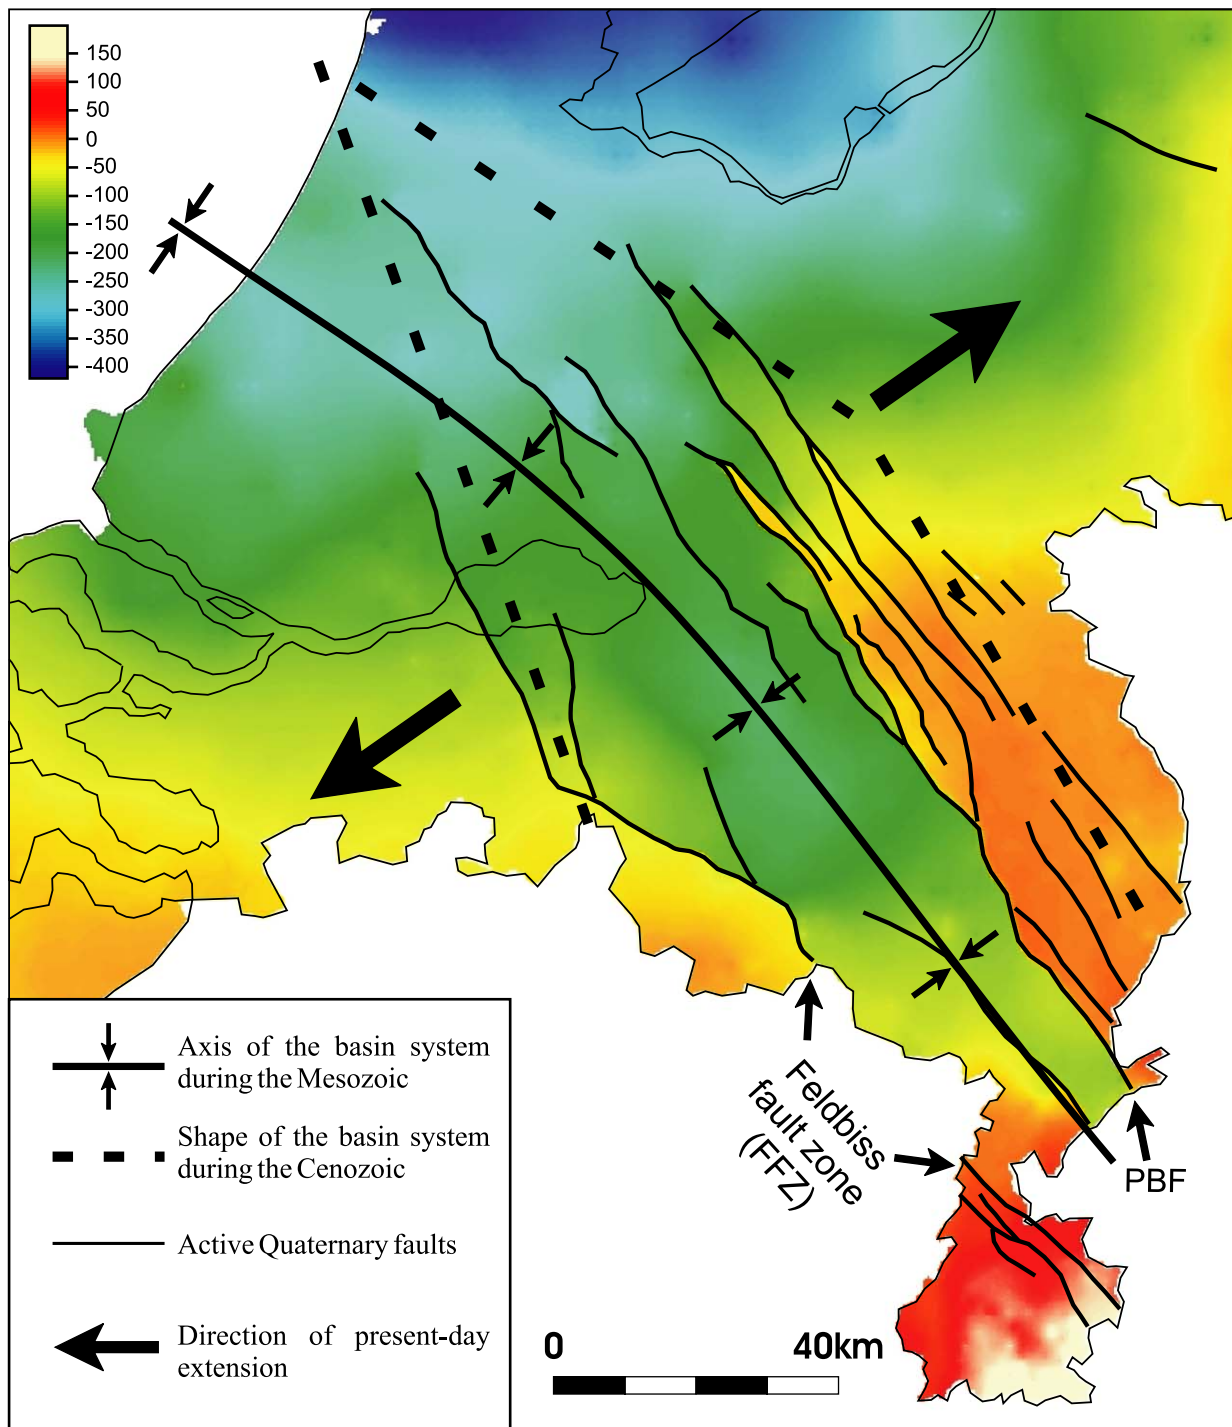 150
100
50
0
-50
-100
-150
-200
-250
-300
-350
-400
Feldbiss
fault zone
(FFZ)
PBF
Axis of the basin system
during the Mesozoic
Shape of the basin system
during the Cenozoic
Active Quaternary faults
Direction of present-day
extension
0 40km